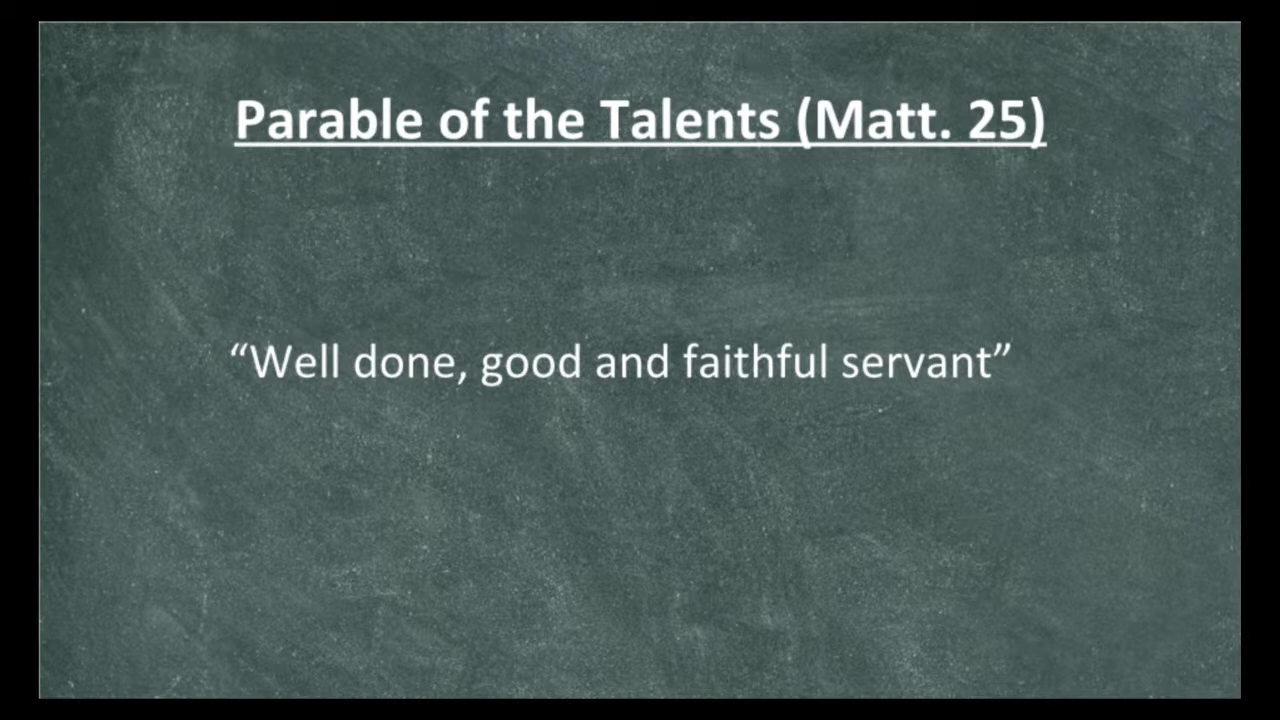 Parable of the Talents (Matt. 25)
“Well done, good and faithful servant”